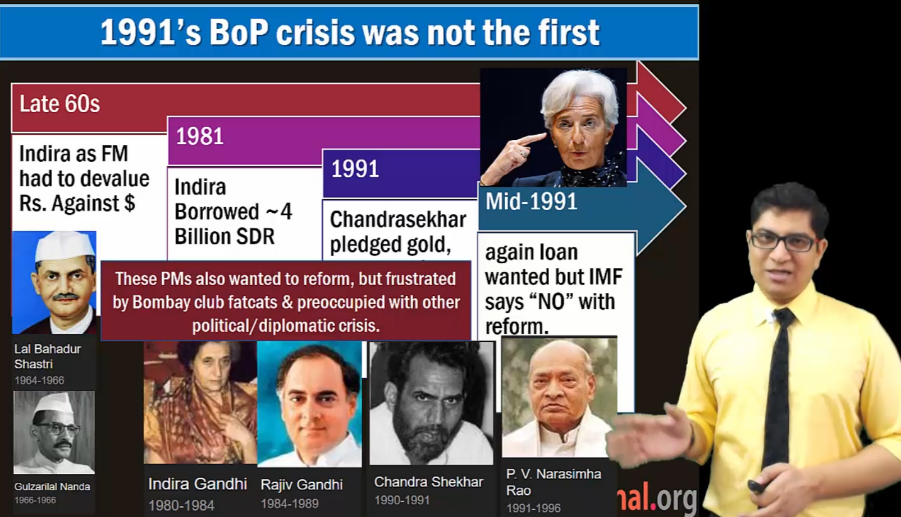 1991's BoP crisis was not the first
Late 60s
Indira as FM
had to devalue
Rs. Against $
1981
Indira
Borrowed ~4
Billion SDR
1991
Chandrasekhar
pledged gold,
Mid-1991
again loan
wanted but IMF
says “NO” with
reform.
These PMs also wanted to reform, but frustrated
by Bombay club fatcats & preoccupied with other
political/diplomatic crisis.
Lal Bahadur
Shastri
1964-1966
Gulzarilal Nanda
1966-1966
Indira Gandhi
1980-1984
Rajiv Gandhi
1984-1989
Chandra Shekhar
1990-1991
P. V. Narasimha
Rao
1991-1996
nal.org